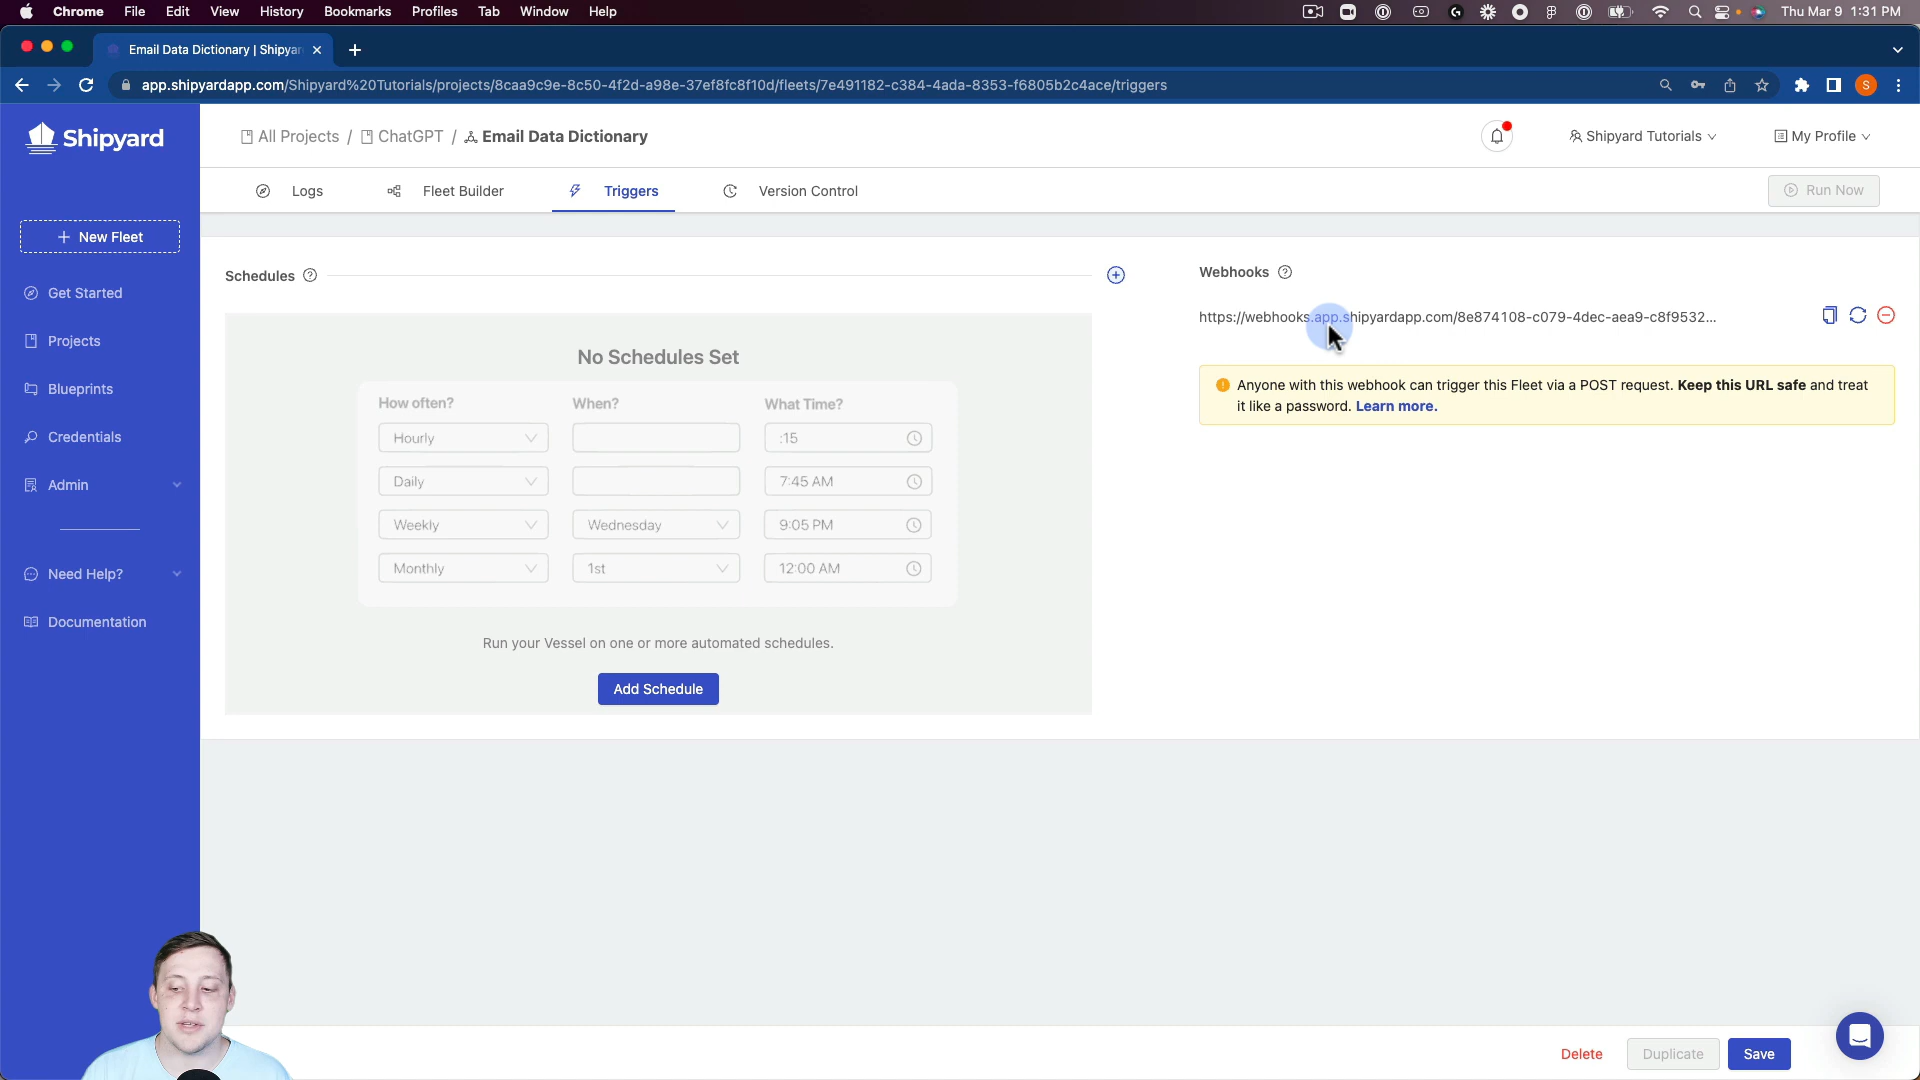 Chrome File Edit View History Bookmarks Profiles Tab Window Help Thu Mar 9 1:31 PM
Email Data Dictionary | Shipyar
app.shipyardapp.com/Shipyard%20Tutorials/projects/8caa9c9e-8c50-4f2d-a98e-37ef8fc8f10d/fleets/7e491182-c384-4ada-8353-f6805b2c4ace/triggers
S
Shipyard
All Projects / ChatGPT / Email Data Dictionary
Shipyard Tutorials
My Profile
Logs
Fleet Builder
Triggers
Version Control
Run Now
+ New Fleet
Get Started
Projects
Blueprints
Credentials
Admin
Need Help?
Documentation
Schedules
No Schedules Set
How often? When? What Time?
Hourly :15
Daily 7:45 AM
Weekly Wednesday 9:05 PM
Monthly 1st 12:00 AM
Run your Vessel on one or more automated schedules.
Add Schedule
Webhooks
https://webhooks.app.shipyardapp.com/8e874108-c079-4dec-aea9-c8f9532...
Anyone with this webhook can trigger this Fleet via a POST request. Keep this URL safe and treat
it like a password. Learn more.
Delete
Duplicate
Save